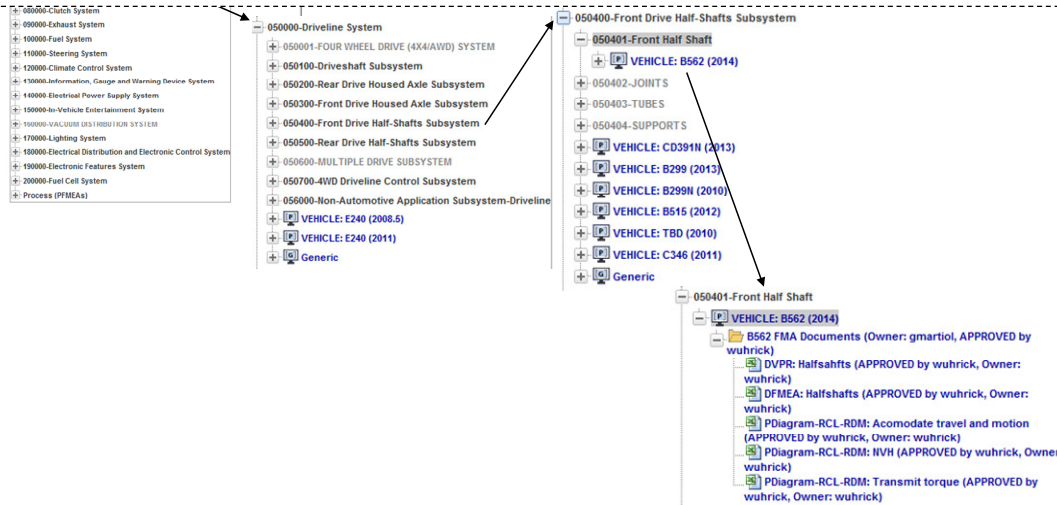 080000-Clutch System
090000-Exhaust System
100000-Fuel System
110000-Steering System
120000-Climate Control System
130000-Information, Gauge and Warning Device System
140000-Electrical Power Supply System
150000-In-Vehicle Entertainment System
160000-VACUUM DISTRIBUTION SYSTEM
170000-Lighting System
180000-Electrical Distribution and Electronic Control System
190000-Electronic Features System
200000-Fuel Cell System
Process (PFMEAs)
050000-Driveline System
050001-FOUR WHEEL DRIVE (4X4/AWD) SYSTEM
050100-Driveshaft Subsystem
050200-Rear Drive Housed Axle Subsystem
050300-Front Drive Housed Axle Subsystem
050400-Front Drive Half-Shafts Subsystem
050500-Rear Drive Half-Shafts Subsystem
050600-MULTIPLE DRIVE SUBSYSTEM
050700-4WD Driveline Control Subsystem
056000-Non-Automotive Application Subsystem-Driveline
P VEHICLE: E240 (2008.5)
P VEHICLE: E240 (2011)
G Generic
050400-Front Drive Half-Shafts Subsystem
050401-Front Half Shaft
P VEHICLE: B562 (2014)
050402-JOINTS
050403-TUBES
050404-SUPPORTS
P VEHICLE: CD391N (2013)
P VEHICLE: B299 (2013)
P VEHICLE: B299N (2010)
P VEHICLE: B515 (2012)
P VEHICLE: TBD (2010)
P VEHICLE: C346 (2011)
G Generic
050401-Front Half Shaft
P VEHICLE: B562 (2014)
B562 FMA Documents (Owner: gmartiol, APPROVED by
wuhrick)
DVPR: Halfsahfts (APPROVED by wuhrick, Owner:
wuhrick)
DFMEA: Halfshafts (APPROVED by wuhrick, Owner:
wuhrick)
PDiagram-RCL-RDM: Acomodate travel and motion
(APPROVED by wuhrick, Owner: wuhrick)
PDiagram-RCL-RDM: NVH (APPROVED by wuhrick, Owner:
wuhrick)
PDiagram-RCL-RDM: Transmit torque (APPROVED by
wuhrick, Owner: wuhrick)